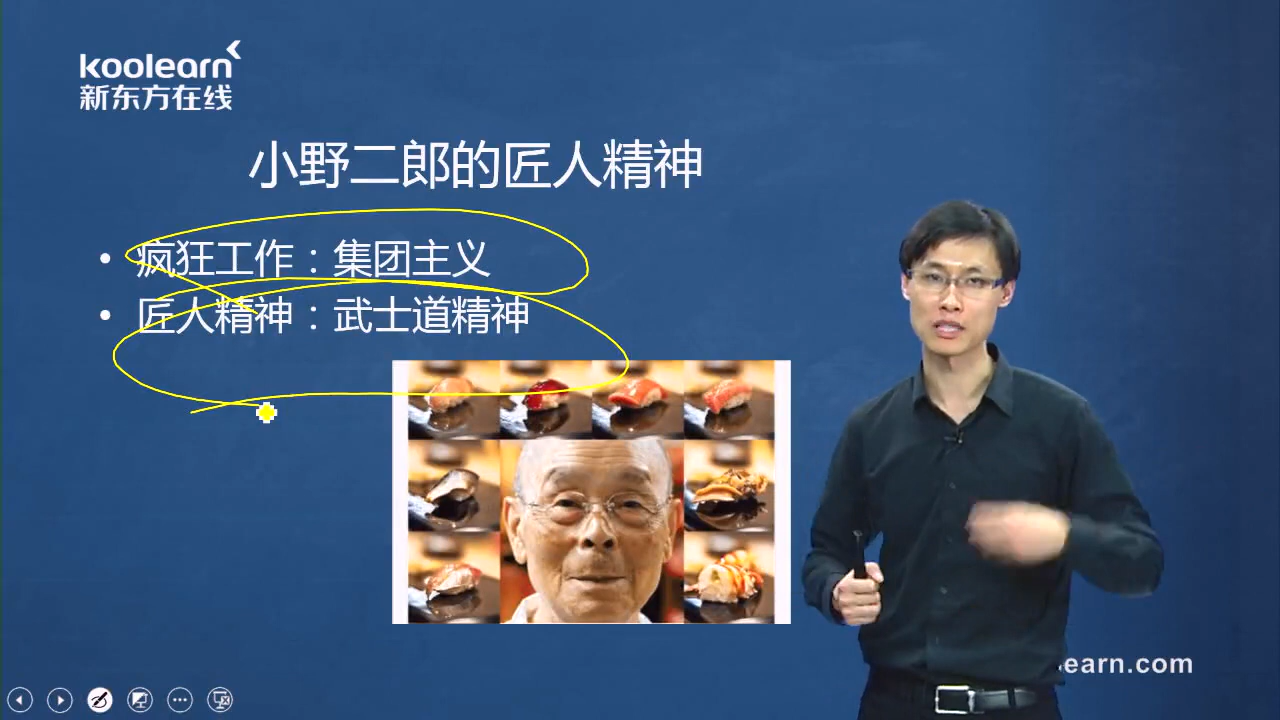 koolearn
新东方在线
小野二郎的匠人精神
• 疯狂工作：集团主义
• 匠人精神：武士道精神
earn.com